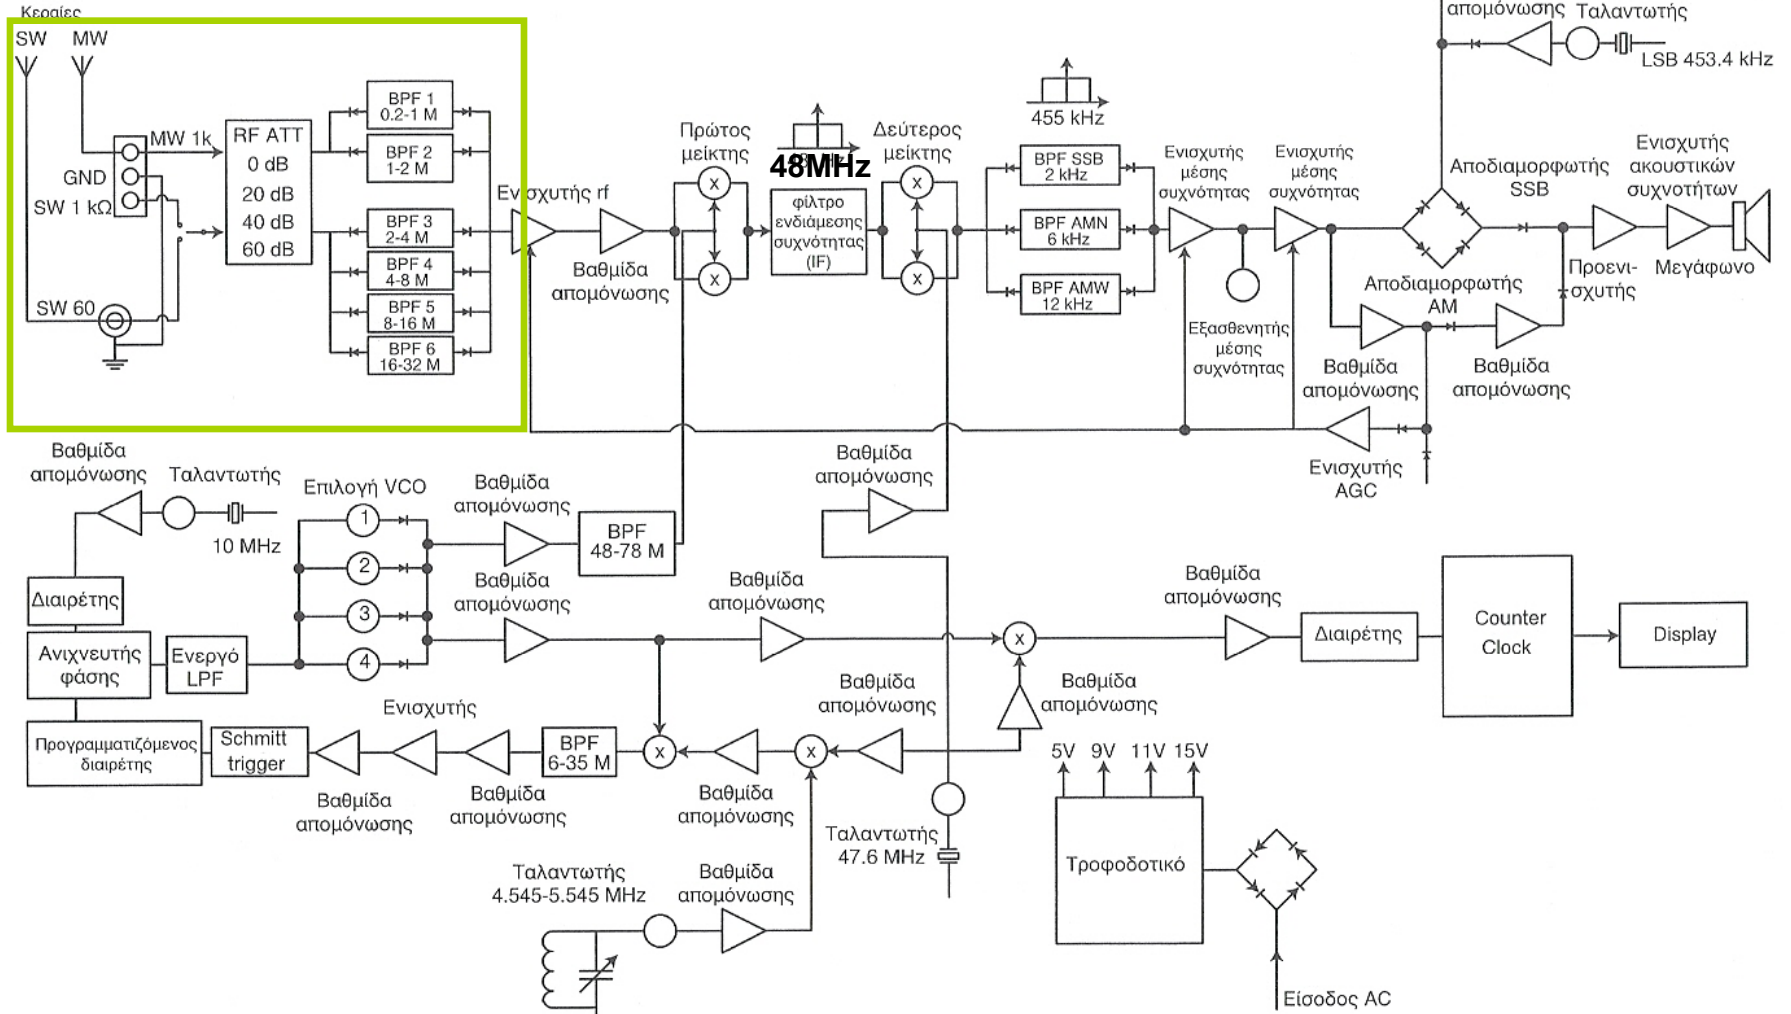 Κεραίες
SW MW
MW 1k
GND
SW 1 kΩ
SW 60
RF ATT
0 dB
20 dB
40 dB
60 dB
BPF 1
0.2-1 M
BPF 2
1-2 M
BPF 3
2-4 M
BPF 4
4-8 M
BPF 5
8-16 M
BPF 6
16-32 M
Ενισχυτής rf
Βαθμίδα
απομόνωσης
Πρώτος
μείκτης
x
x
48MHz
φίλτρο
ενδιάμεσης
συχνότητας
(IF)
Δεύτερος
μείκτης
x
x
455 kHz
BPF SSB
2 kHz
BPF AMN
6 kHz
BPF AMW
12 kHz
Ενισχυτής
μέσης
συχνότητας
Ενισχυτής
μέσης
συχνότητας
Εξασθενητής
μέσης
συχνότητας
απομόνωσης Ταλαντωτής
LSB 453.4 kHz
Αποδιαμορφωτής
SSB
Ενισχυτής
ακουστικών
συχνοτήτων
Προενι-
σχυτής
Μεγάφωνο
Αποδιαμορφωτής
AM
Βαθμίδα
απομόνωσης
Βαθμίδα
απομόνωσης
Ενισχυτής
AGC
Βαθμίδα
απομόνωσης
Ταλαντωτής
10 MHz
Επιλογή VCO
1
2
3
4
Βαθμίδα
απομόνωσης
BPF
48-78 M
Βαθμίδα
απομόνωσης
Βαθμίδα
απομόνωσης
Βαθμίδα
απομόνωσης
x
Βαθμίδα
απομόνωσης
Διαιρέτης
Counter
Clock
Display
Διαιρέτης
Ανιχνευτής
φάσης
Ενεργό
LPF
Προγραμματιζόμενος
διαιρέτης
Schmitt
trigger
Ενισχυτής
Βαθμίδα
απομόνωσης
Βαθμίδα
απομόνωσης
BPF
6-35 M
x
Βαθμίδα
απομόνωσης
x
Βαθμίδα
απομόνωσης
Βαθμίδα
απομόνωσης
Ταλαντωτής
47.6 MHz
Ταλαντωτής
4.545-5.545 MHz
Βαθμίδα
απομόνωσης
5V 9V 11V 15V
Τροφοδοτικό
Είσοδος AC